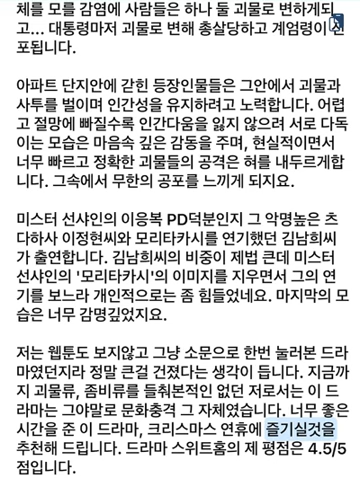 체를 모를 감염에 사람들은 하나 둘 괴물로 변하게되
고... 대통령마저 괴물로 변해 총살당하고 계엄령이
포됩니다.
아파트 단지안에 갇힌 등장인물들은 그안에서 괴물과
사투를 벌이며 인간성을 유지하려고 노력합니다. 어렵
고 절망에 빠질수록 인간다움을 잃지 않으려 서로 다독
이는 모습은 마음속 깊은 감동을 주며, 현실적이면서
너무 빠르고 정확한 괴물들의 공격은 혀를 내두르게합
니다. 그속에서 무한의 공포를 느끼게 되지요.
미스터 선샤인의 이응복 PD덕분인지 그 악명높은 츠
다하사 이정현씨와 모리타카시를 연기했던 김남희씨
가 출연합니다. 김남희씨의 비중이 제법 큰데 미스터
선샤인의 '모리타카시'의 이미지를 지우면서 그의 연
기를 보느라 개인적으로는 좀 힘들었네요. 마지막의 모
습은 너무 감명깊었지요.
저는 웹툰도 보지않고 그냥 소문으로 한번 눌러본 드라
마였던지라 정말 큰걸 건졌다는 생각이 듭니다. 지금까
지 괴물류, 좀비류를 들춰본적인 없던 저로서는 이 드
라마는 그야말로 문화충격 그 자체였습니다. 너무 좋은
시간을 준 이 드라마, 크리스마스 연휴에 즐기실것을
추천해 드립니다. 드라마 스위트홈의 제 평점은 4.5/5
점입니다.